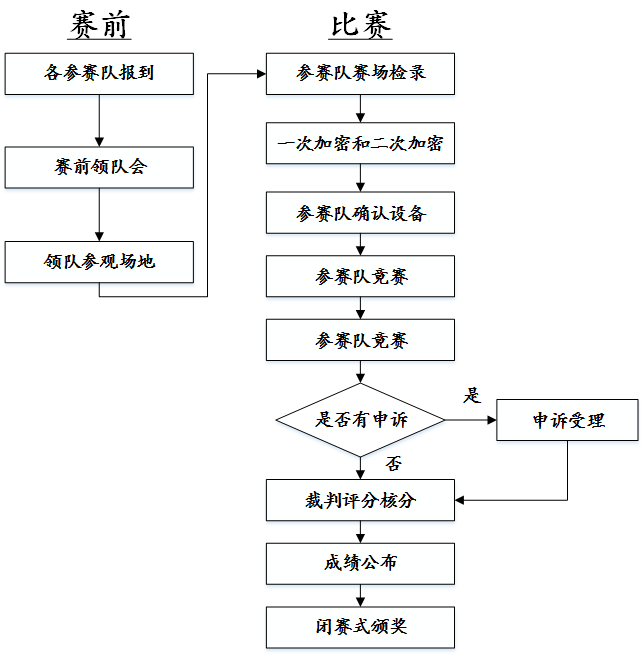 赛前
各参赛队报到
赛前领队会
领队参观场地
比赛
参赛队赛场检录
一次加密和二次加密
参赛队确认设备
参赛队竞赛
参赛队竞赛
是否有申诉
是
申诉受理
否
裁判评分核分
成绩公布
闭赛式颁奖